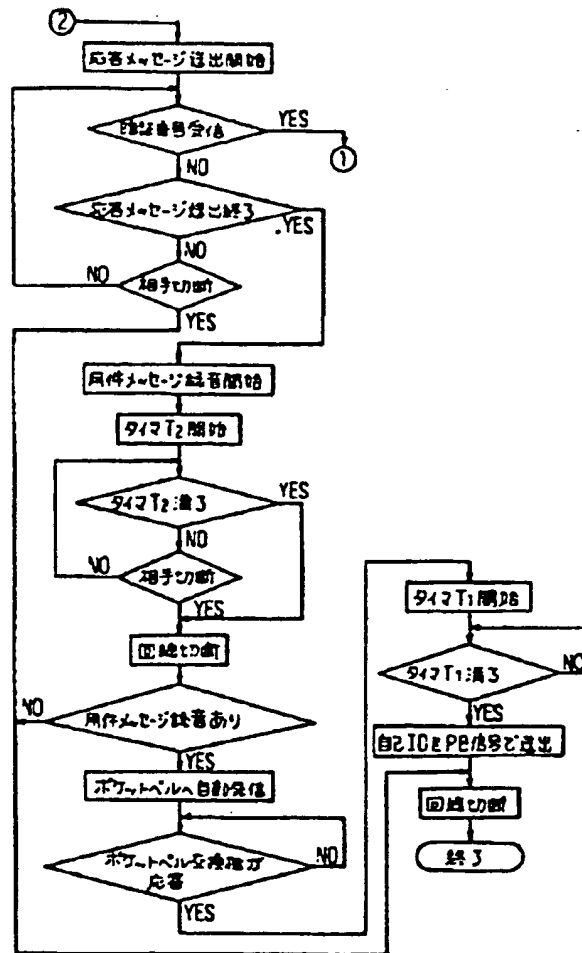 ②
応答メッセージ送出開始
暗証番号受信
YES
①
NO
応答メッセージ送出終了
YES
NO
相手切断
NO
YES
用件メッセージ録音開始
タイマT2開始
タイマT2満了
YES
NO
相手切断
NO
YES
回線切断
用件メッセージ録音あり
NO
YES
ポケットベルへ自動発信
ポケットベル交換機が
応答
NO
YES
タイマT1開始
タイマT1満了
NO
YES
自己IDをPB信号で送出
回線切断
終了